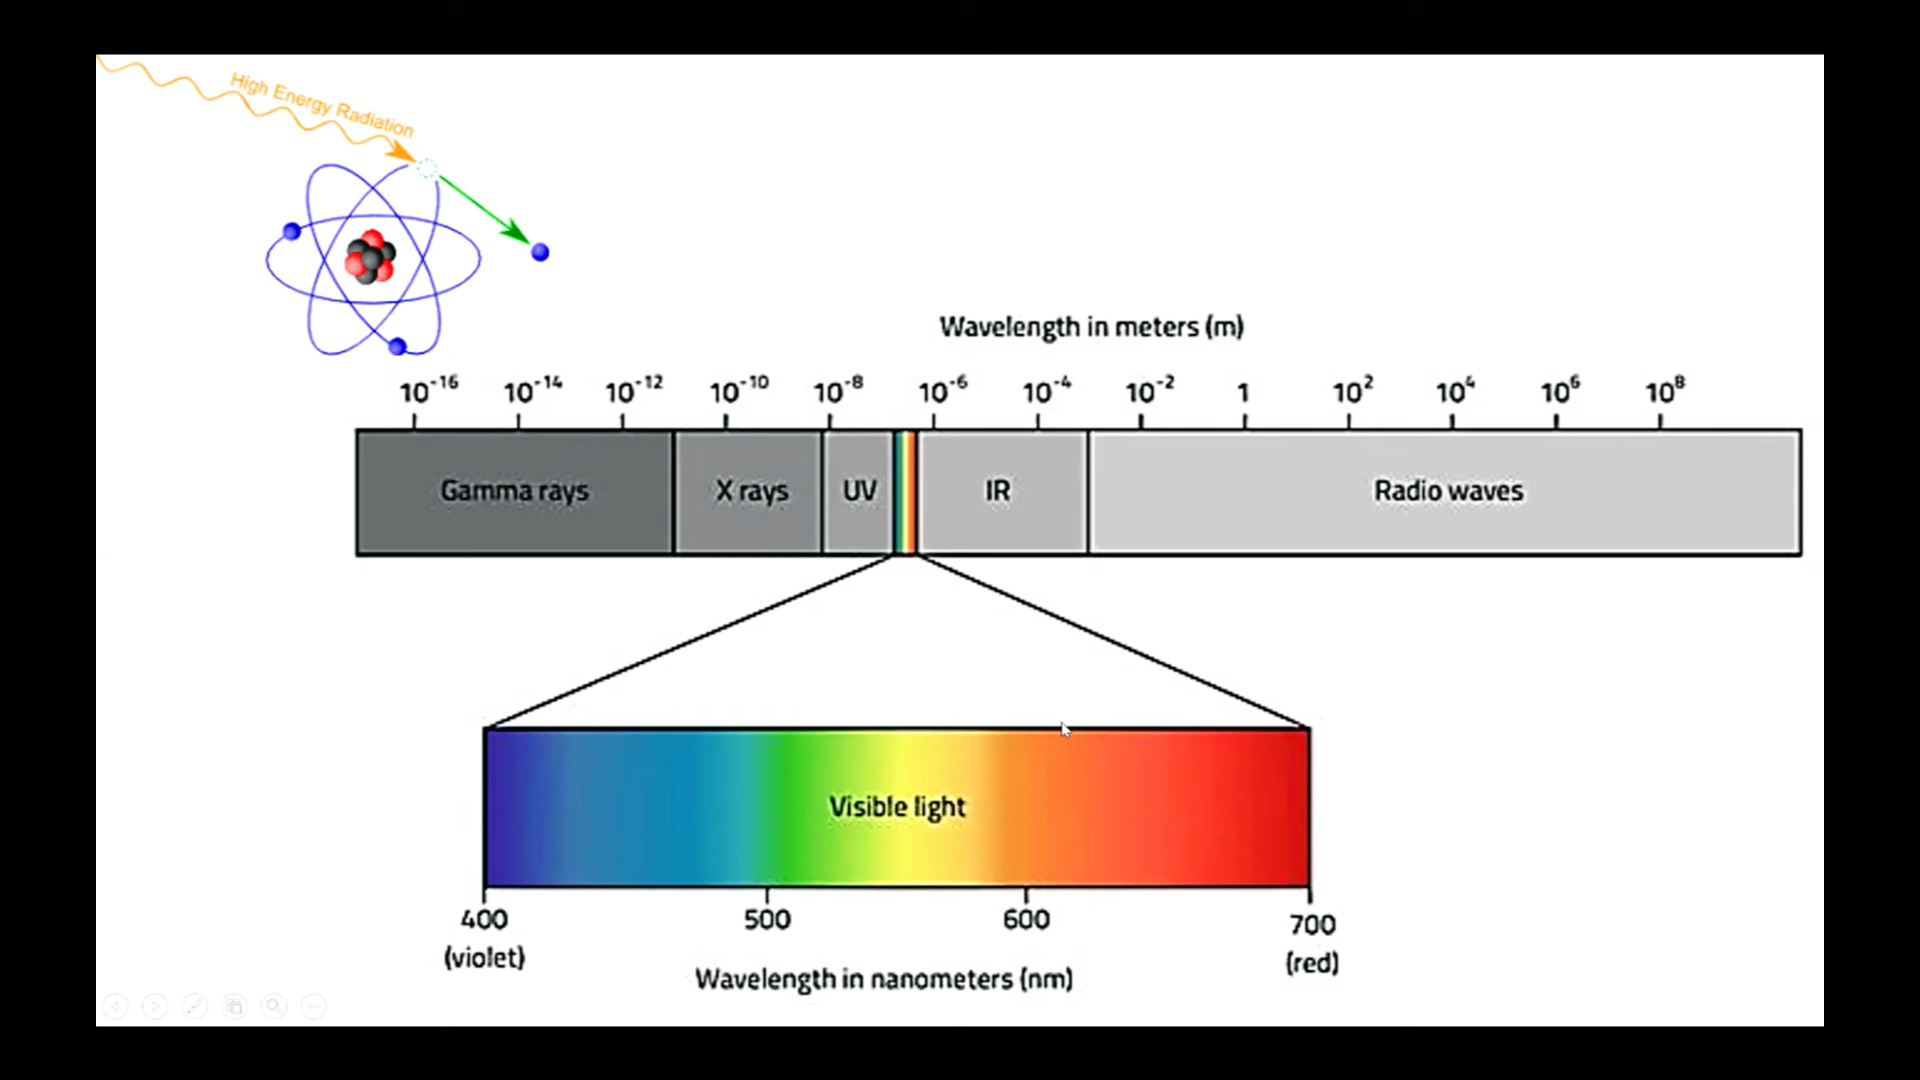 High Energy Radiation
Wavelength in meters (m)
10⁻¹⁶ 10⁻¹⁴ 10⁻¹² 10⁻¹⁰ 10⁻⁸ 10⁻⁶ 10⁻⁴ 10⁻² 1 10² 10⁴ 10⁶ 10⁸
Gamma rays X rays UV IR Radio waves
Visible light
400 500 600 700
(violet) (red)
Wavelength in nanometers (nm)